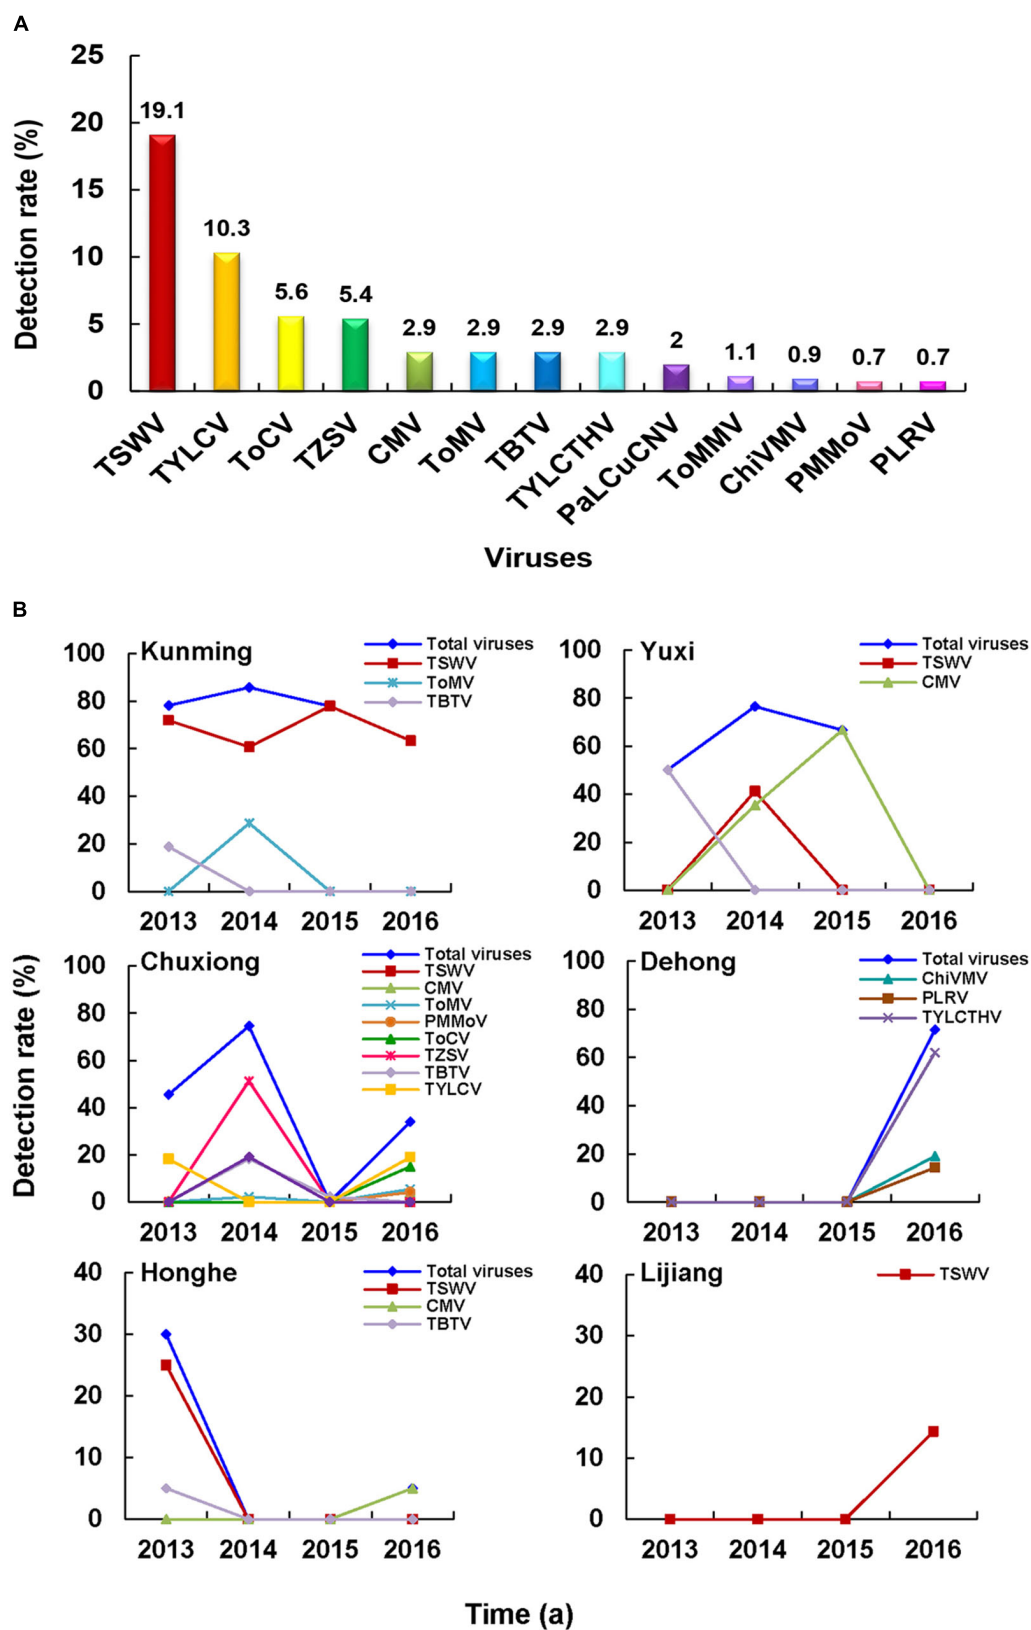 A
25
20
15
10
5
0
Detection rate (%)
19.1
10.3
5.6
5.4
2.9
2.9
2.9
2.9
2
1.1
0.9
0.7
0.7
TSWV
TYLCV
ToCV
TZSV
CMV
ToMV
TBTV
TYLCTHV
PaLCuCNV
ToMMV
ChiVMV
PMMoV
PLRV
Viruses
B
Detection rate (%)
Kunming
Total viruses
TSWV
ToMV
TBTV
100
80
60
40
20
0
2013 2014 2015 2016
Yuxi
Total viruses
TSWV
CMV
100
80
60
40
20
0
2013 2014 2015 2016
Chuxiong
Total viruses
TSWV
CMV
ToMV
PMMoV
ToCV
TZSV
TBTV
TYLCV
100
80
60
40
20
0
2013 2014 2015 2016
Dehong
Total viruses
ChiVMV
PLRV
TYLCTHV
100
80
60
40
20
0
2013 2014 2015 2016
Honghe
Total viruses
TSWV
CMV
TBTV
40
30
20
10
0
2013 2014 2015 2016
Lijiang
TSWV
40
30
20
10
0
2013 2014 2015 2016
Time (a)